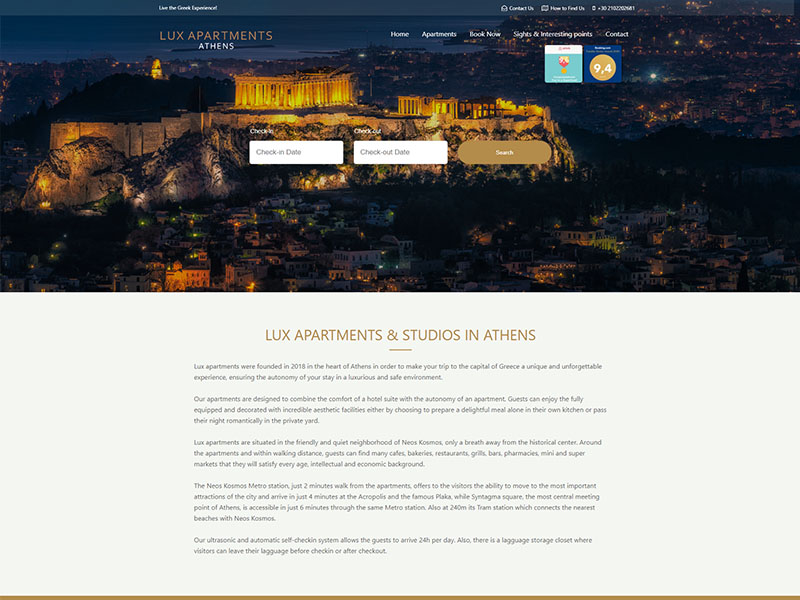 Live the Greek Experience!
Contact Us
How to Find Us
+30 2102202681
LUX APARTMENTS
ATHENS
Home
Apartments
Book Now
Sights & Interesting points
Contact
Booking.com
9,4
Check-in
Check-out
Check-in Date
Check-out Date
Search
LUX APARTMENTS & STUDIOS IN ATHENS
Lux apartments were founded in 2018 in the heart of Athens in order to make your trip to the capital of Greece a unique and unforgettable
experience, ensuring the autonomy of your stay in a luxurious and safe environment.
Our apartments are designed to combine the comfort of a hotel suite with the autonomy of an apartment. Guests can enjoy the fully
equipped and decorated with incredible aesthetic facilities either by choosing to prepare a delightful meal alone in their own kitchen or pass
their night romantically in the private yard.
Lux apartments are situated in the friendly and quiet neighborhood of Neos Kosmos, only a breath away from the historical center. Around
the apartments and within walking distance, guests can find many cafes, bakeries, restaurants, grills, bars, pharmacies, mini and super
markets that they will satisfy every age, intellectual and economic background.
The Neos Kosmos Metro station, just 2 minutes walk from the apartments, offers to the visitors the ability to move to the most important
attractions of the city and arrive in just 4 minutes at the Acropolis and the famous Plaka, while Syntagma square, the most central meeting
point of Athens, is accessible in just 6 minutes through the same Metro station. Also at 240m its Tram station which connects the nearest
beaches with Neos Kosmos.
Our ultrasonic and automatic self-checkin system allows the guests to arrive 24h per day. Also, there is a lagguage storage closet where
visitors can leave their lagguage before checkin or after checkout.